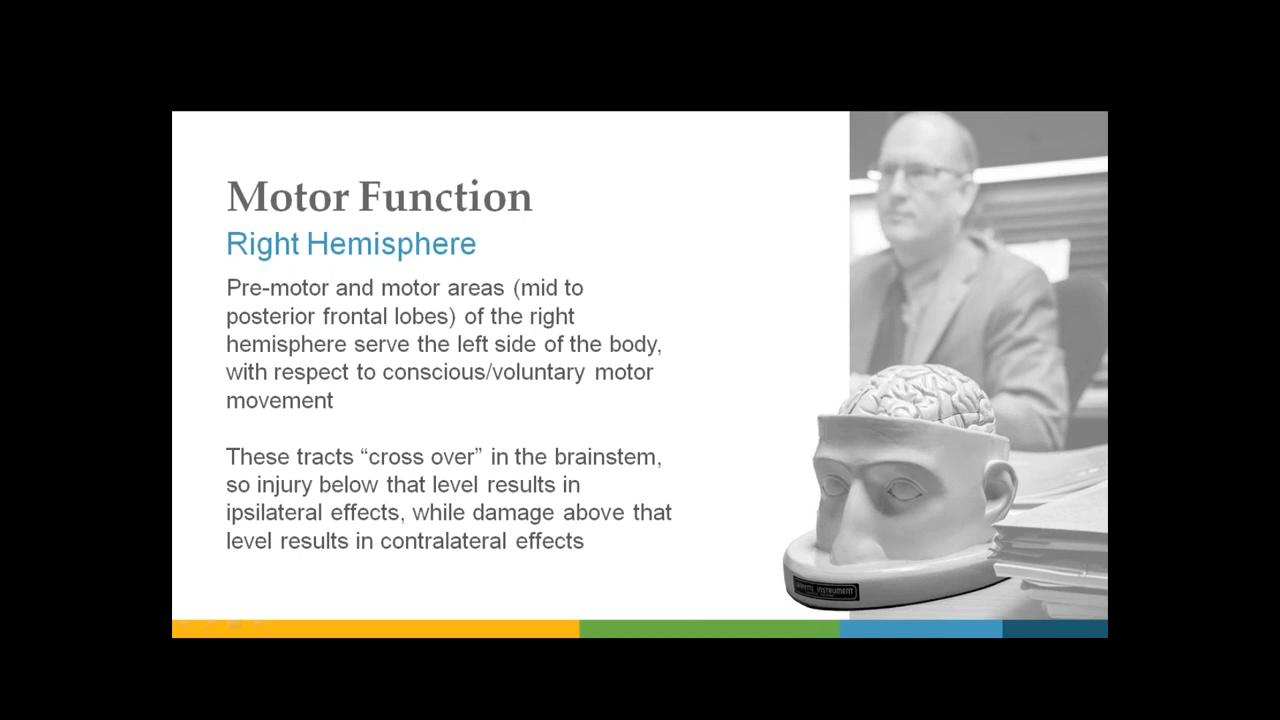 Motor Function
Right Hemisphere
Pre-motor and motor areas (mid to
posterior frontal lobes) of the right
hemisphere serve the left side of the body,
with respect to conscious/voluntary motor
movement
These tracts “cross over” in the brainstem,
so injury below that level results in
ipsilateral effects, while damage above that
level results in contralateral effects
INSTRUMENT